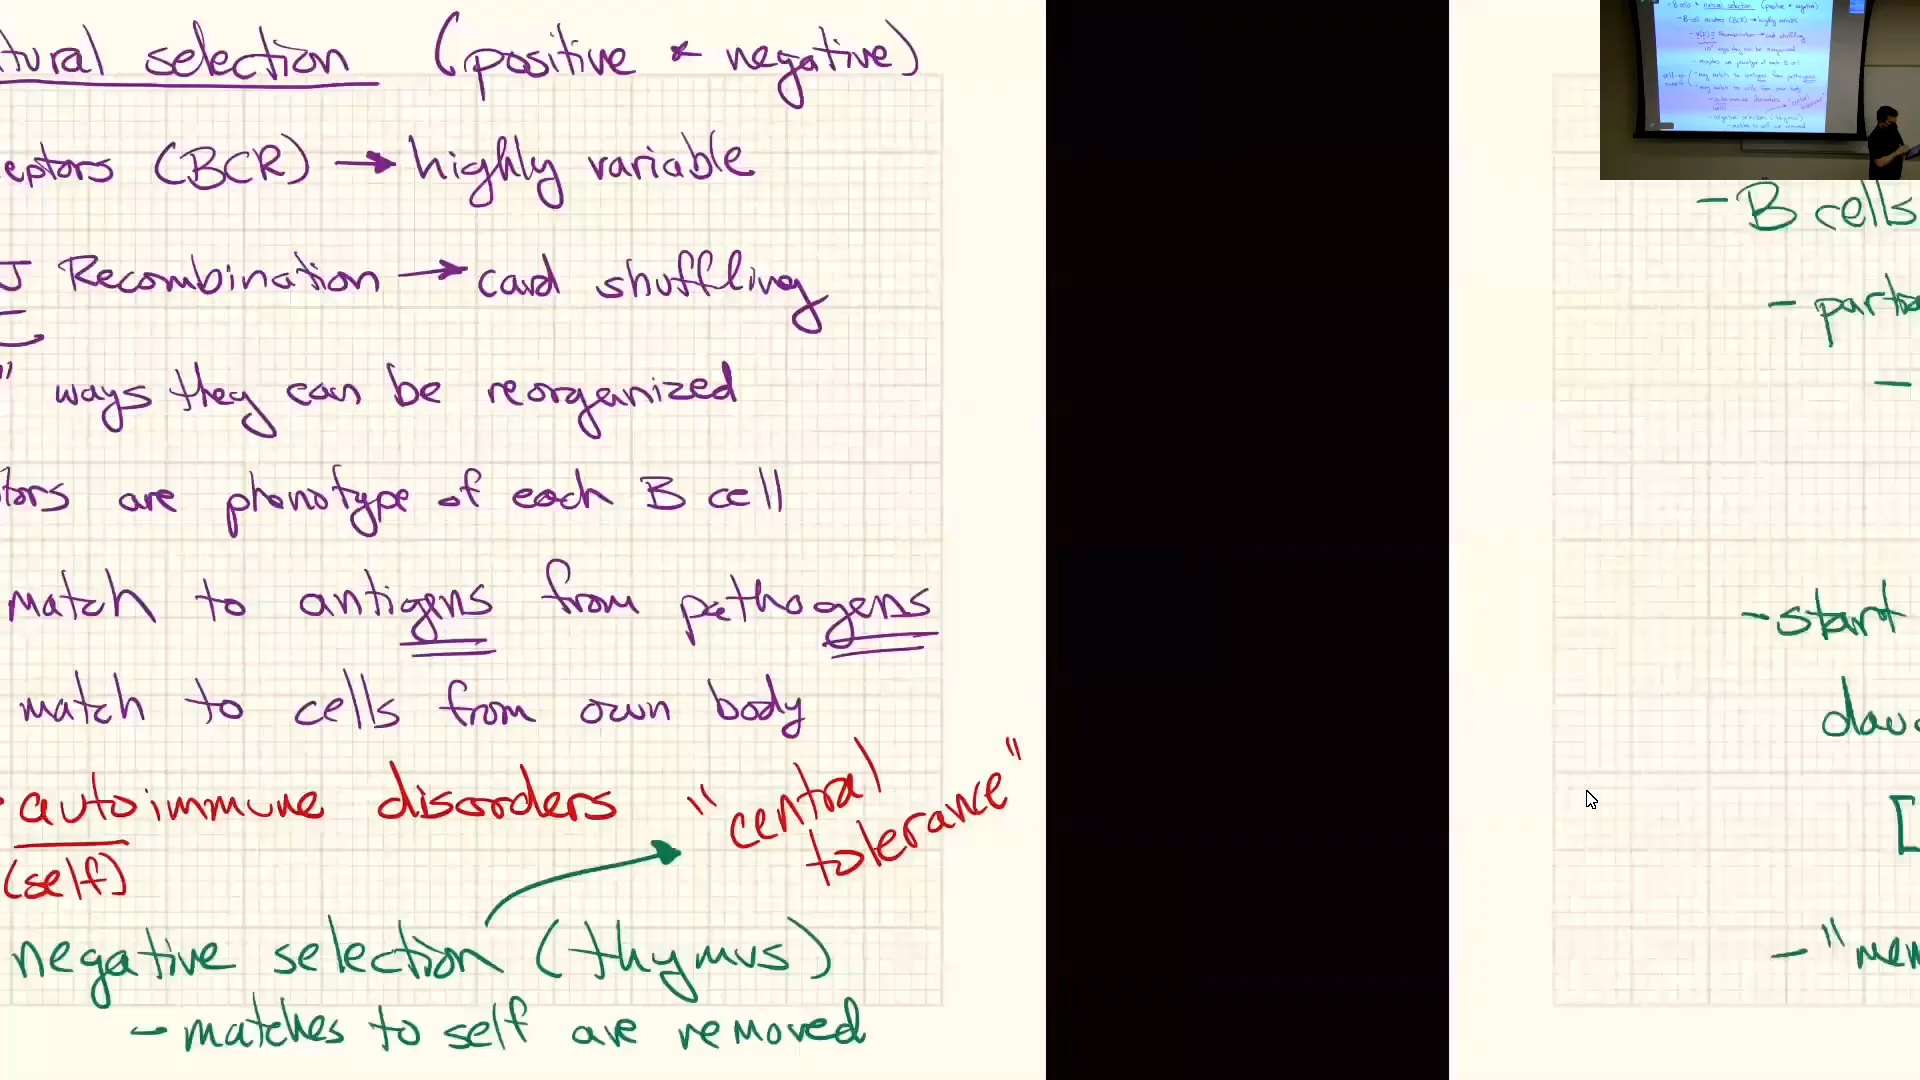 tural selection (positive & negative)
eptors (BCR) → highly variable
J Recombination → card shuffling
" ways they can be reorganized
tors are phenotype of each B cell
match to antigens from pathogens
match to cells from own body
autoimmune disorders
(self)
"central
tolerance"
negative selection (thymus)
- matches to self are removed
- B cells
- part
-
- start
dau
[
- "mem